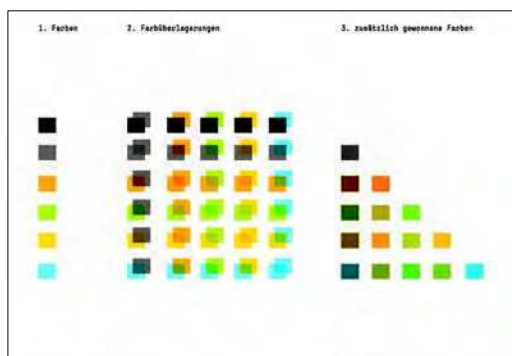 1. Farben
2. Farbüberlagerungen
3. zusätzlich gewonnene Farben